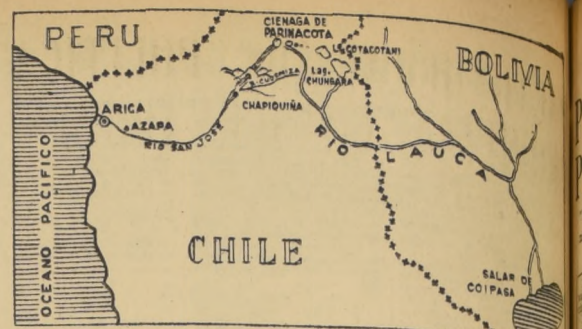 PERU
CIENAGA DE
PARINACOTA
Ls. COTACOTANI
BOLIVIA
Lag.
CHUNGARA
CHAPIQUIÑA
ARICA
AZAPA
RIO SAN JOSE
RIO LAUCA
OCEANO PACIFICO
CHILE
SALAR DE
COIPASA